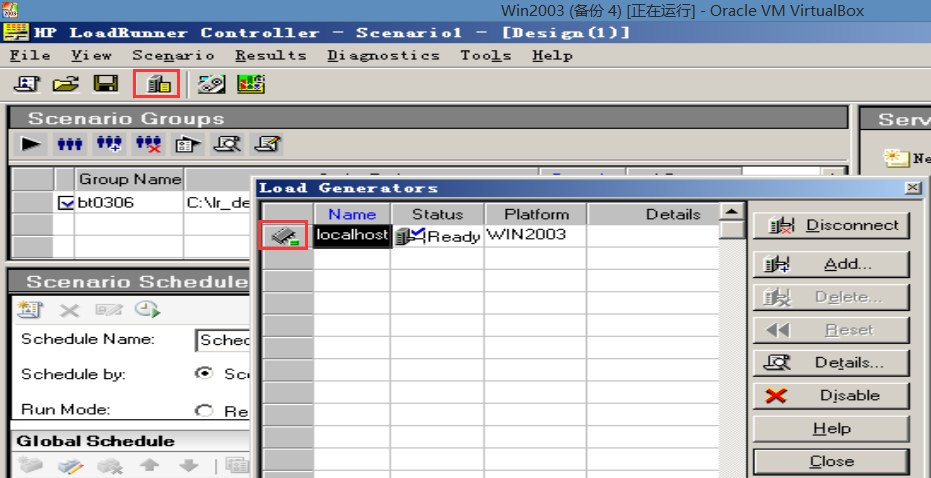 Win2003 (备份 4) [正在运行] - Oracle VM VirtualBox
HP LoadRunner Controller - Scenario1 - [Design(1)]
File View Scenario Results Diagnostics Tools Help
Scenario Groups
Serv
Ne
Group Name
bt0306 C:\lr_de
Load Generators
Name Status Platform Details
localhost Ready WIN2003
Disconnect
Add...
Delete...
Reset
Details...
Disable
Help
Close
Scenario Schedule
Schedule Name: Sched
Schedule by: Sc
Run Mode: Re
Global Schedule